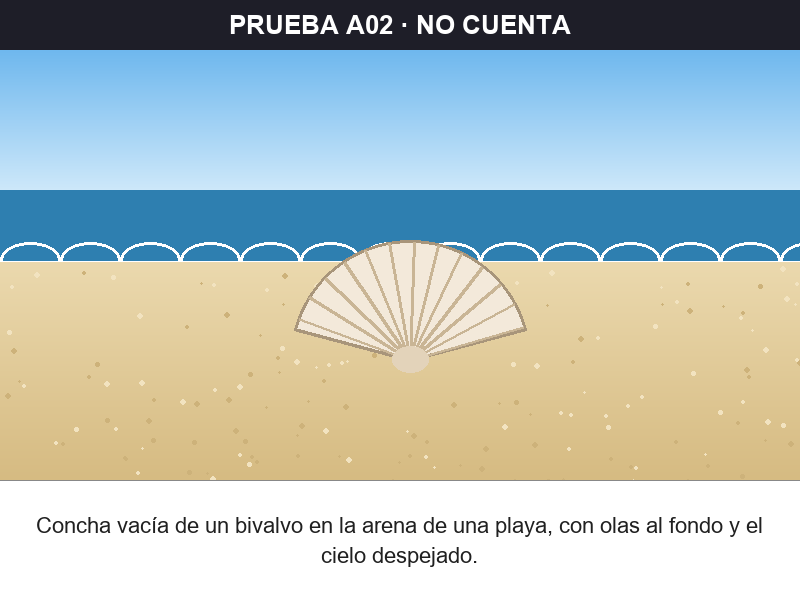 PRUEBA A02 · NO CUENTA
Concha vacía de un bivalvo en la arena de una playa, con olas al fondo y el
cielo despejado.